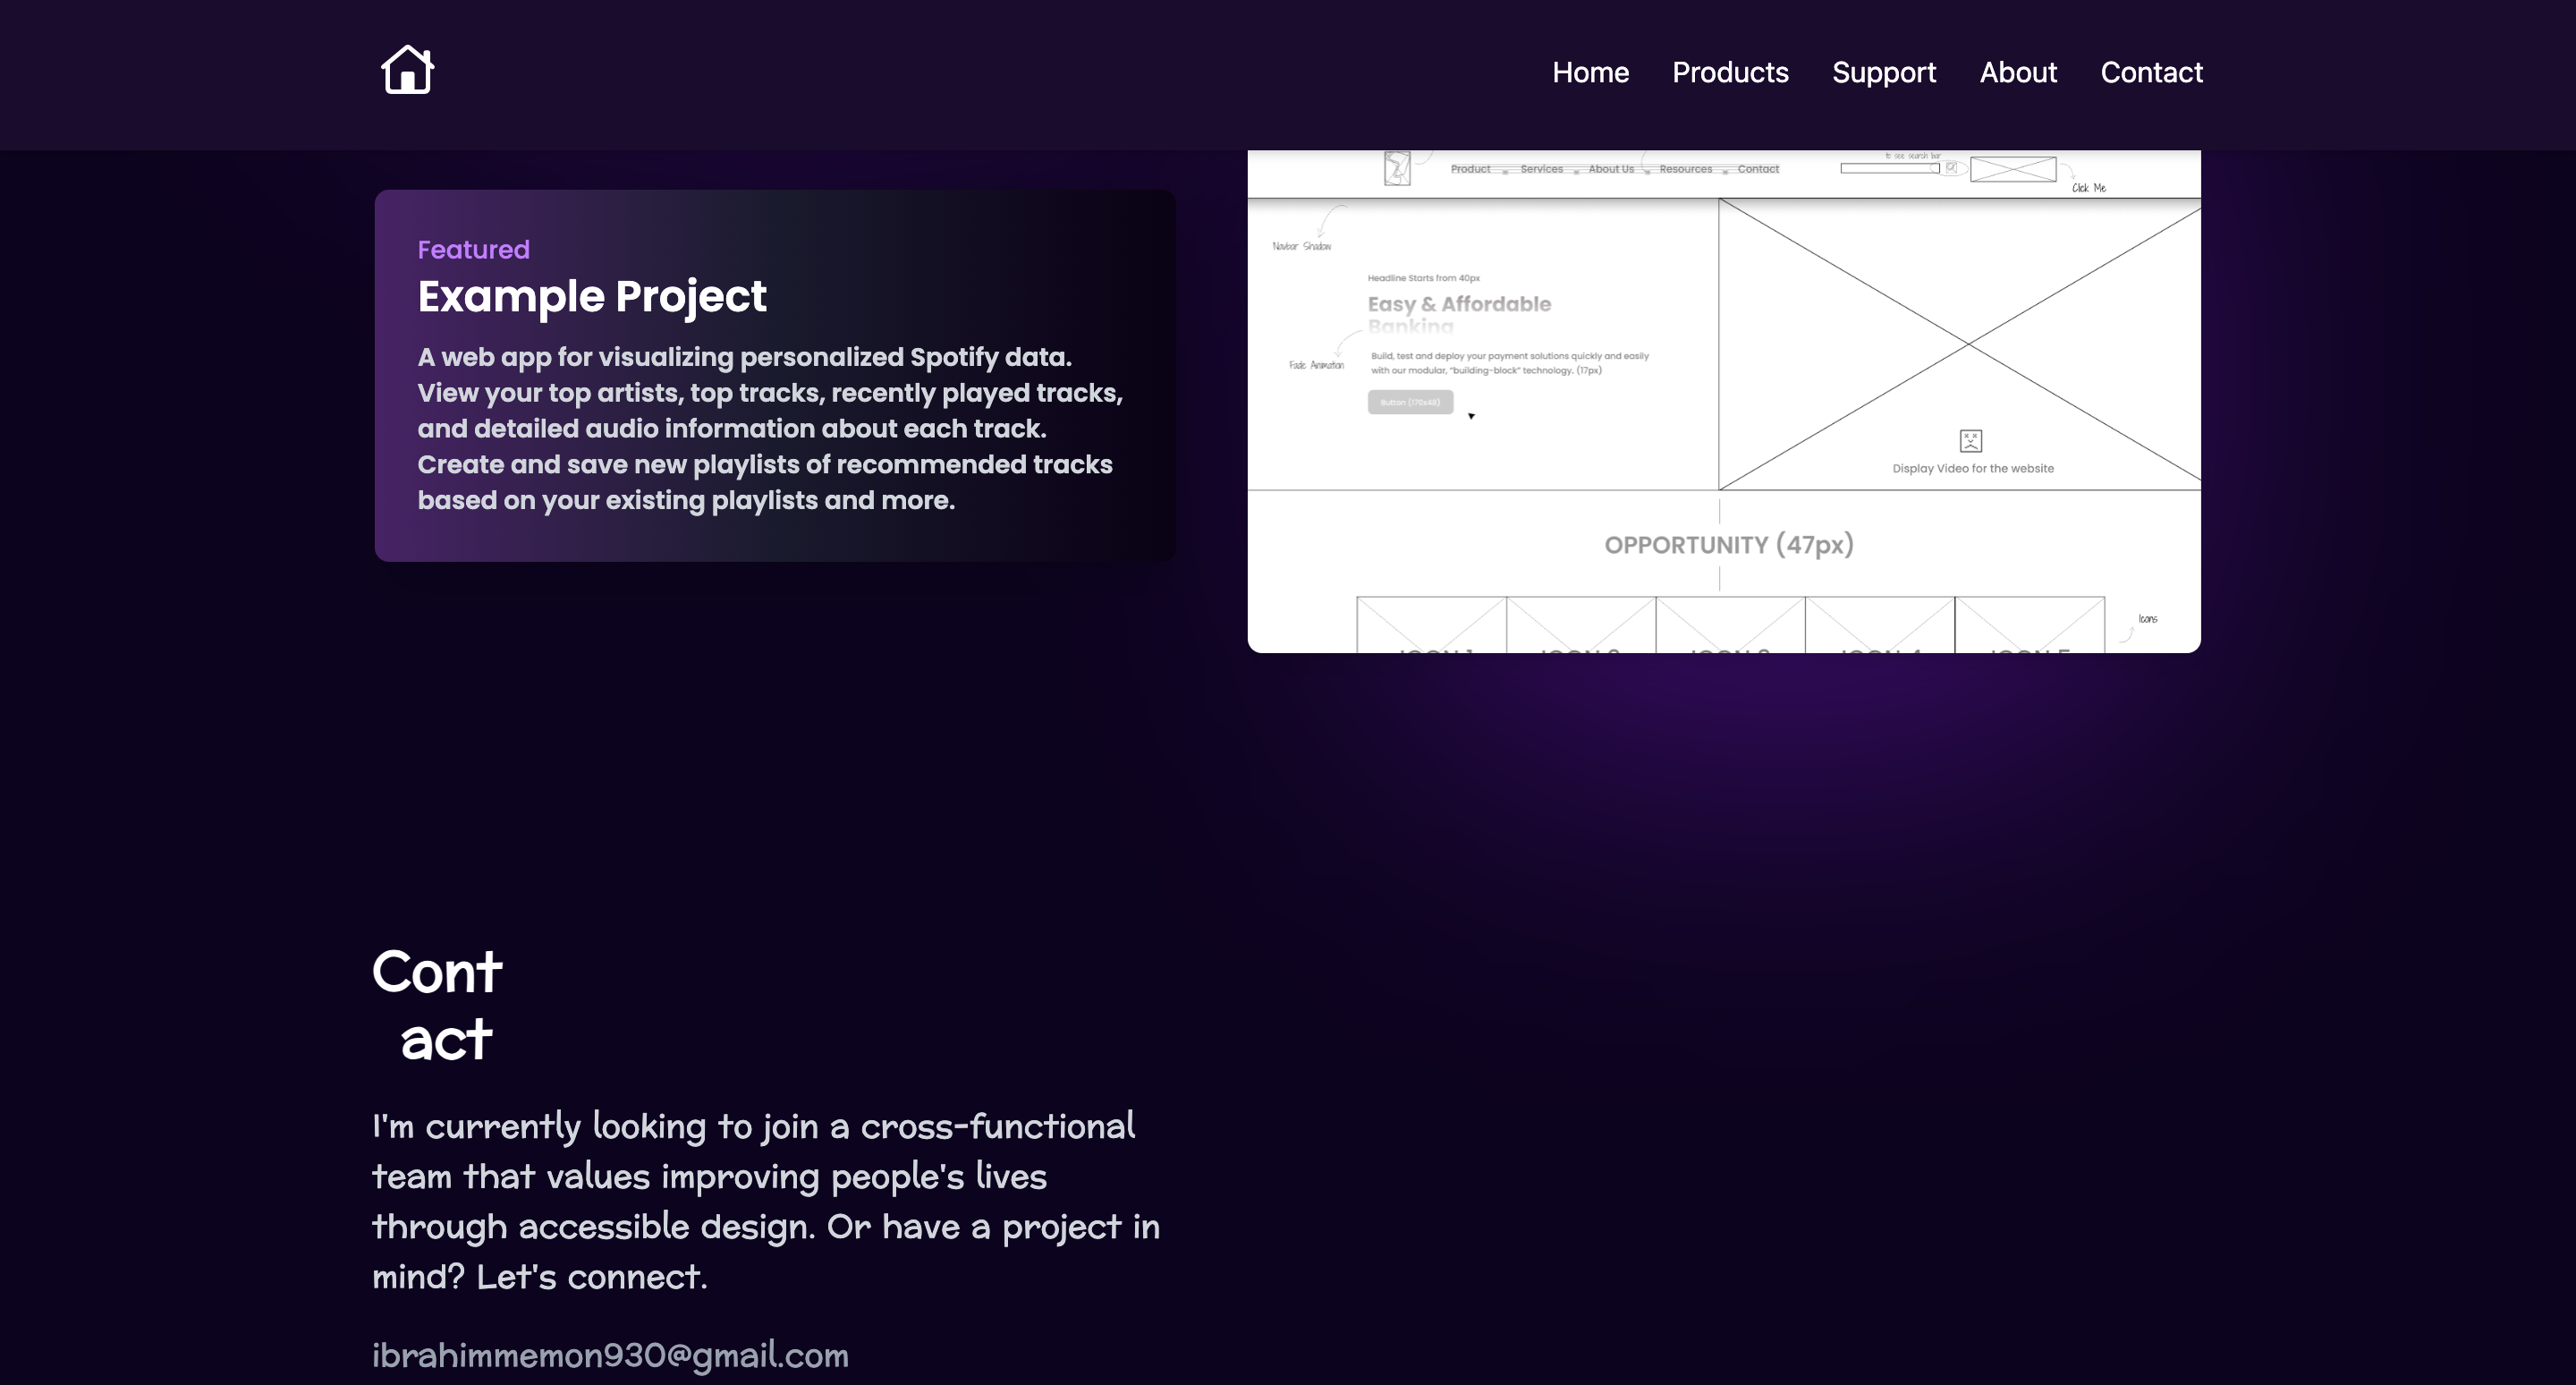 Home Products Support About Contact
Featured
Example Project
A web app for visualizing personalized Spotify data.
View your top artists, top tracks, recently played tracks,
and detailed audio information about each track.
Create and save new playlists of recommended tracks
based on your existing playlists and more.
to see search bar
Product Services About Us Resources Contact
Click Me
Navbar Shadow
Headline Starts from 40px
Easy & Affordable
Banking
Fade Animation
Build, test and deploy your payment solutions quickly and easily
with our modular, “building-block” technology. (17px)
Button (170x48)
Display Video for the website
OPPORTUNITY (47px)
Icons
Cont
act
I'm currently looking to join a cross-functional
team that values improving people's lives
through accessible design. Or have a project in
mind? Let's connect.
ibrahimmemon930@gmail.com